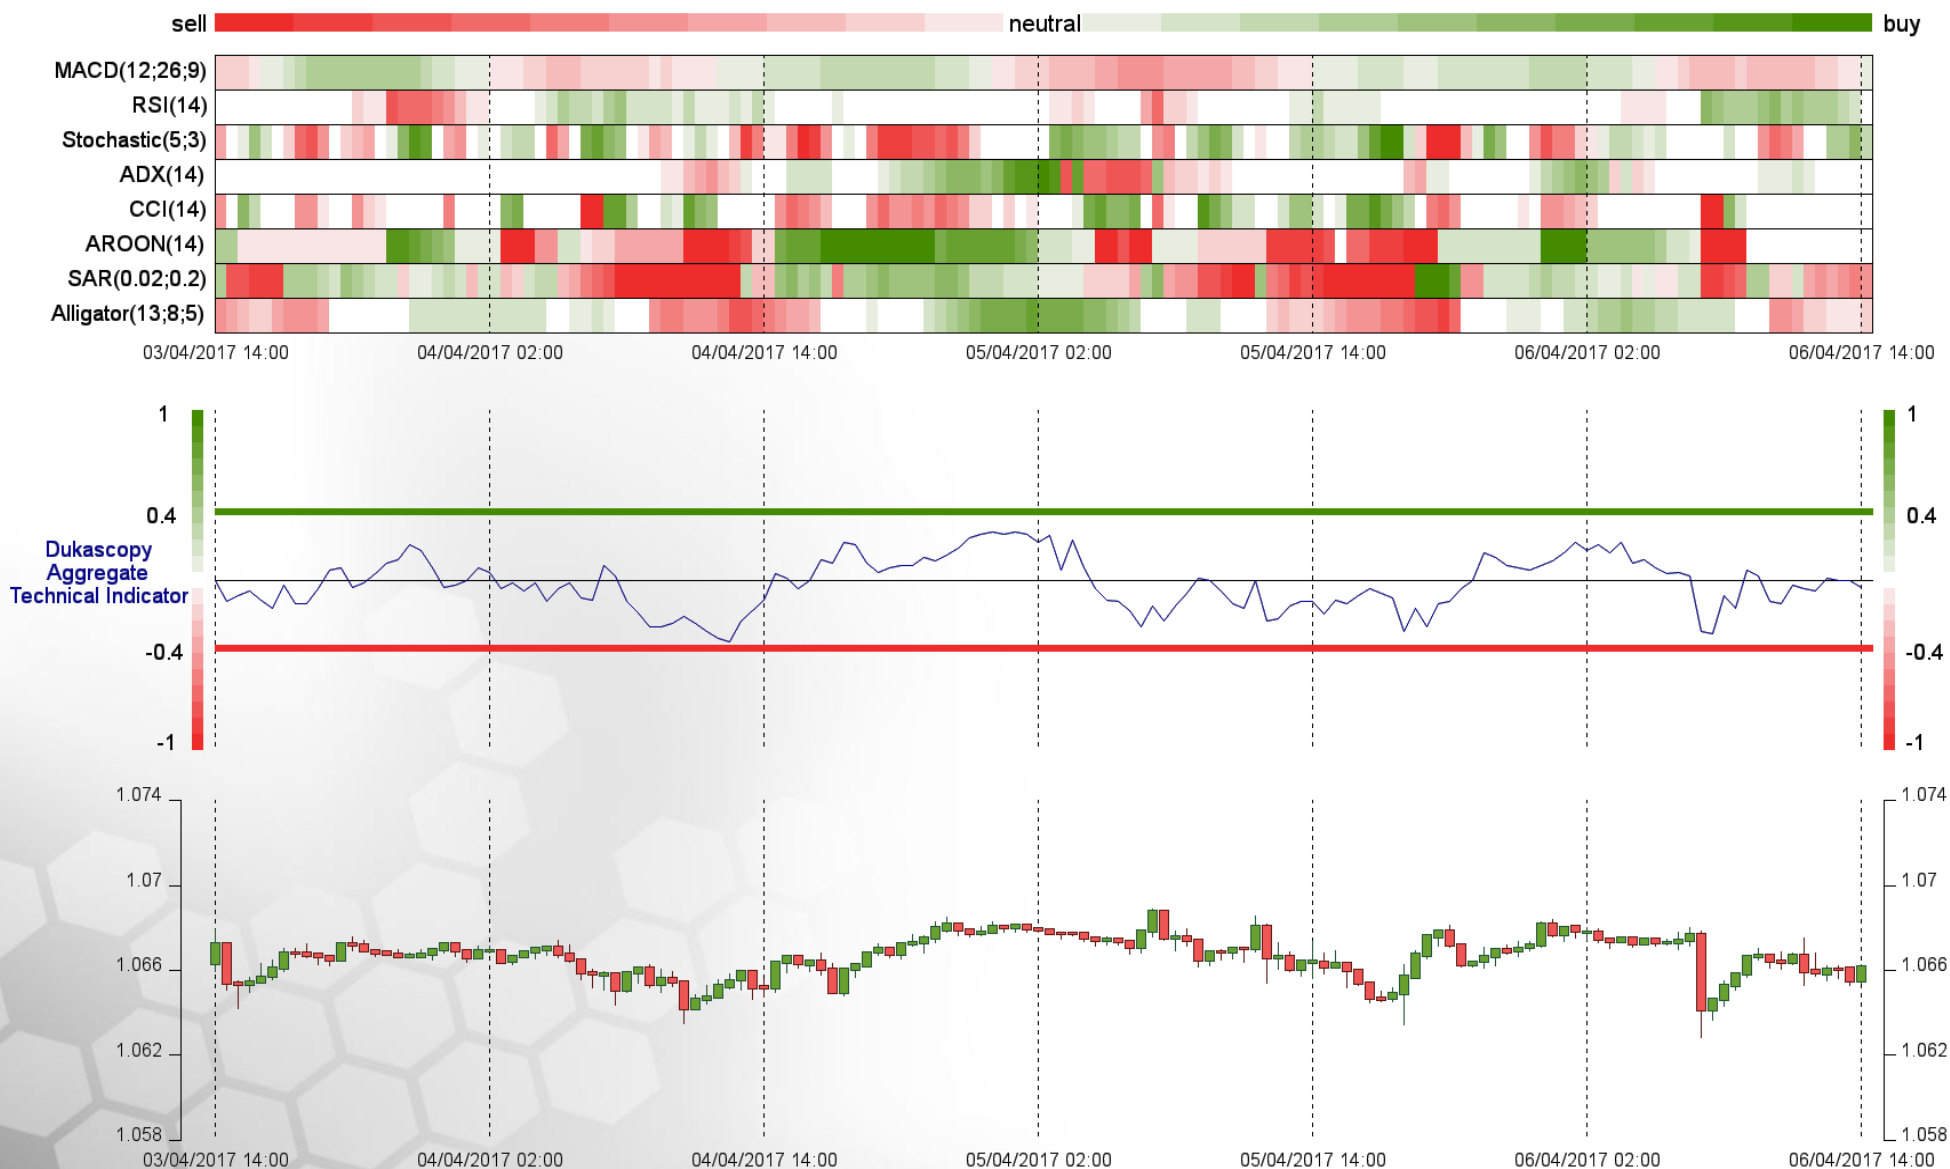 sell neutral buy
MACD(12;26;9)
RSI(14)
Stochastic(5;3)
ADX(14)
CCI(14)
AROON(14)
SAR(0.02;0.2)
Alligator(13;8;5)
03/04/2017 14:00 04/04/2017 02:00 04/04/2017 14:00 05/04/2017 02:00 05/04/2017 14:00 06/04/2017 02:00 06/04/2017 14:00
1 1
0.4 0.4
Dukascopy
Aggregate
Technical Indicator
-0.4 -0.4
-1 -1
1.074 1.074
1.07 1.07
1.066 1.066
1.062 1.062
1.058 1.058
03/04/2017 14:00 04/04/2017 02:00 04/04/2017 14:00 05/04/2017 02:00 05/04/2017 14:00 06/04/2017 02:00 06/04/2017 14:00